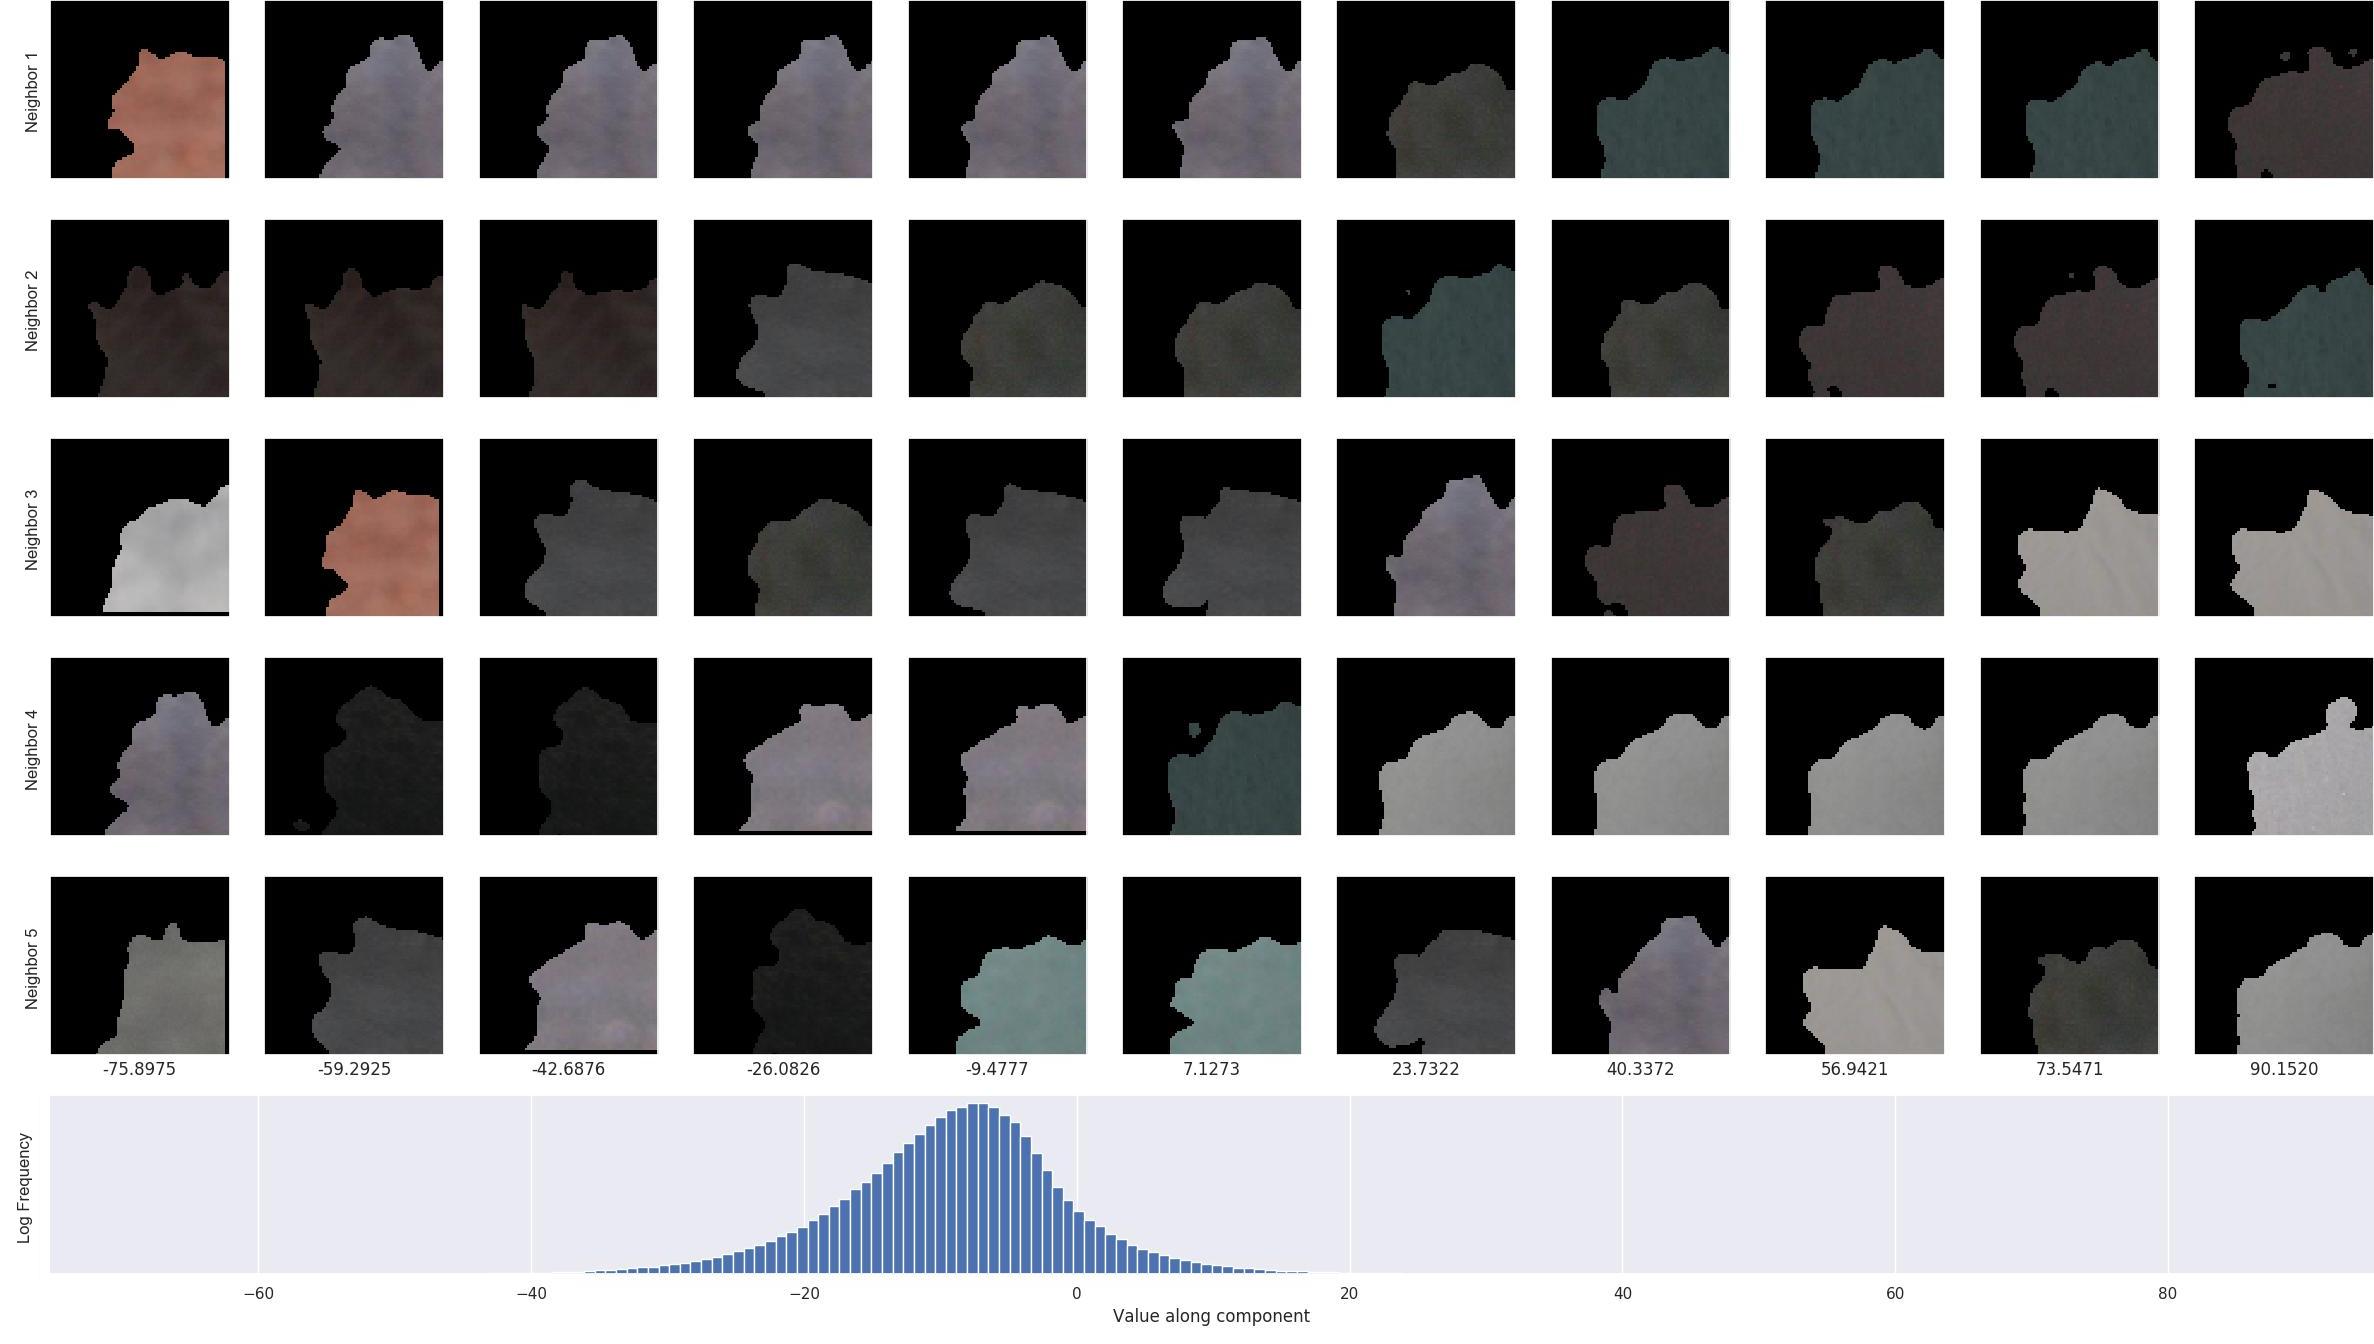 Neighbor 1
Neighbor 2
Neighbor 3
Neighbor 4
Neighbor 5
-75.8975 -59.2925 -42.6876 -26.0826 -9.4777 7.1273 23.7322 40.3372 56.9421 73.5471 90.1520
Log Frequency
−60 −40 −20 0 20 40 60 80
Value along component